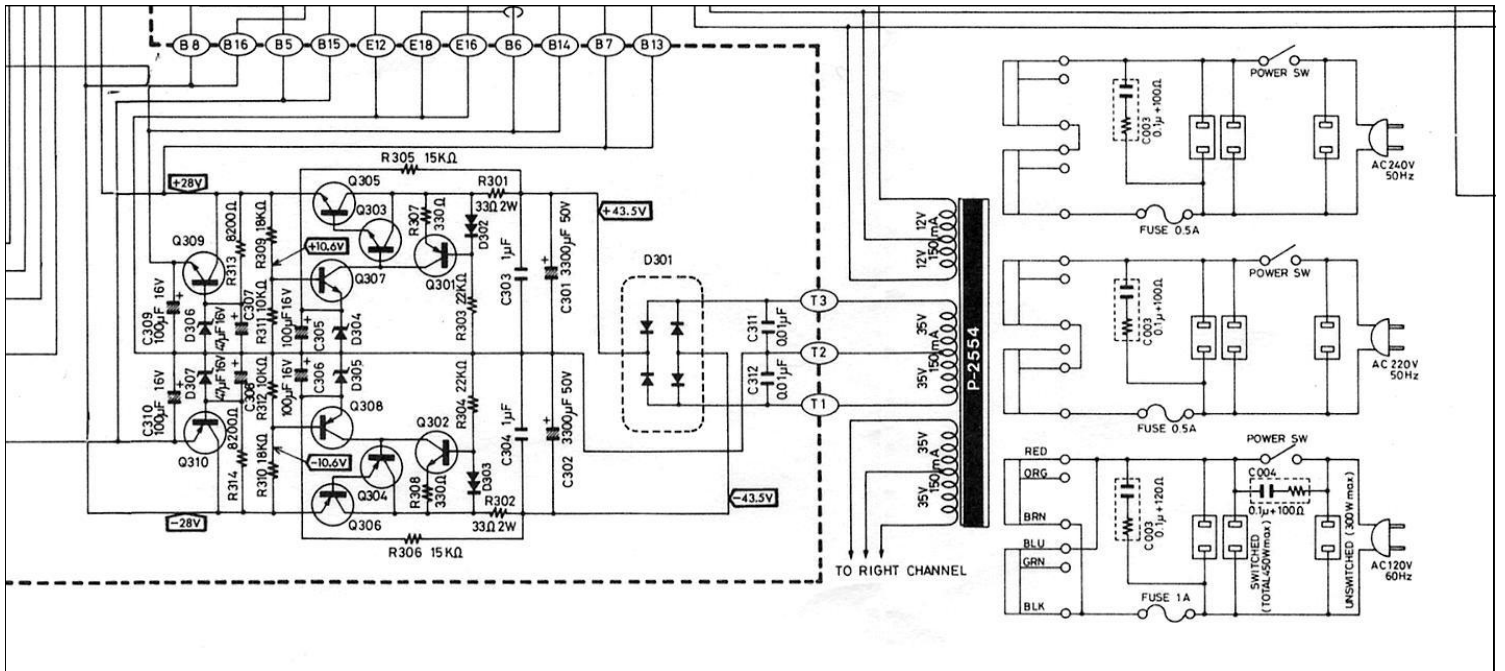 B8 B16 B5 B15 E12 E18 E16 B6 B14 B7 B13
R305 15KΩ
+28V
Q305
R301
33Ω 2W
Q303
R307
330Ω
D302
+43.5V
Q309
R313
8200Ω
R309 18KΩ
+10.6V
Q307
Q301
C303 1μF
C301 3300μF 50V
D301
C309
100μF 16V
D306
47μF 16V
C307
R311 10KΩ
100μF 16V
C305
D304
R303 22KΩ
C311
0.01μF
T3
T2
T1
C310
100μF 16V
D307
47μF 16V
C308
R312 10KΩ
100μF 16V
C306
D305
R304 22KΩ
C312
0.01μF
Q310
R314
8200Ω
R310 18KΩ
-10.6V
Q308
Q302
Q304
R308
330Ω
D303
C304 1μF
C302
3300μF 50V
-28V
Q306
R302
33Ω 2W
R306 15KΩ
-43.5V
12V 12V
150mA
35V 35V
150mA
35V 35V
150mA
P-2554
TO RIGHT CHANNEL
POWER SW
C003
0.1μ+100Ω
AC240V
50Hz
FUSE 0.5A
POWER SW
C003
0.1μ+100Ω
AC220V
50Hz
FUSE 0.5A
RED
ORG
BRN
BLU
GRN
BLK
POWER SW
C004
0.1μ+100Ω
C003
0.1μ+120Ω
SWITCHED
(TOTAL 450W max)
UNSWITCHED (300W max)
AC120V
60Hz
FUSE 1A